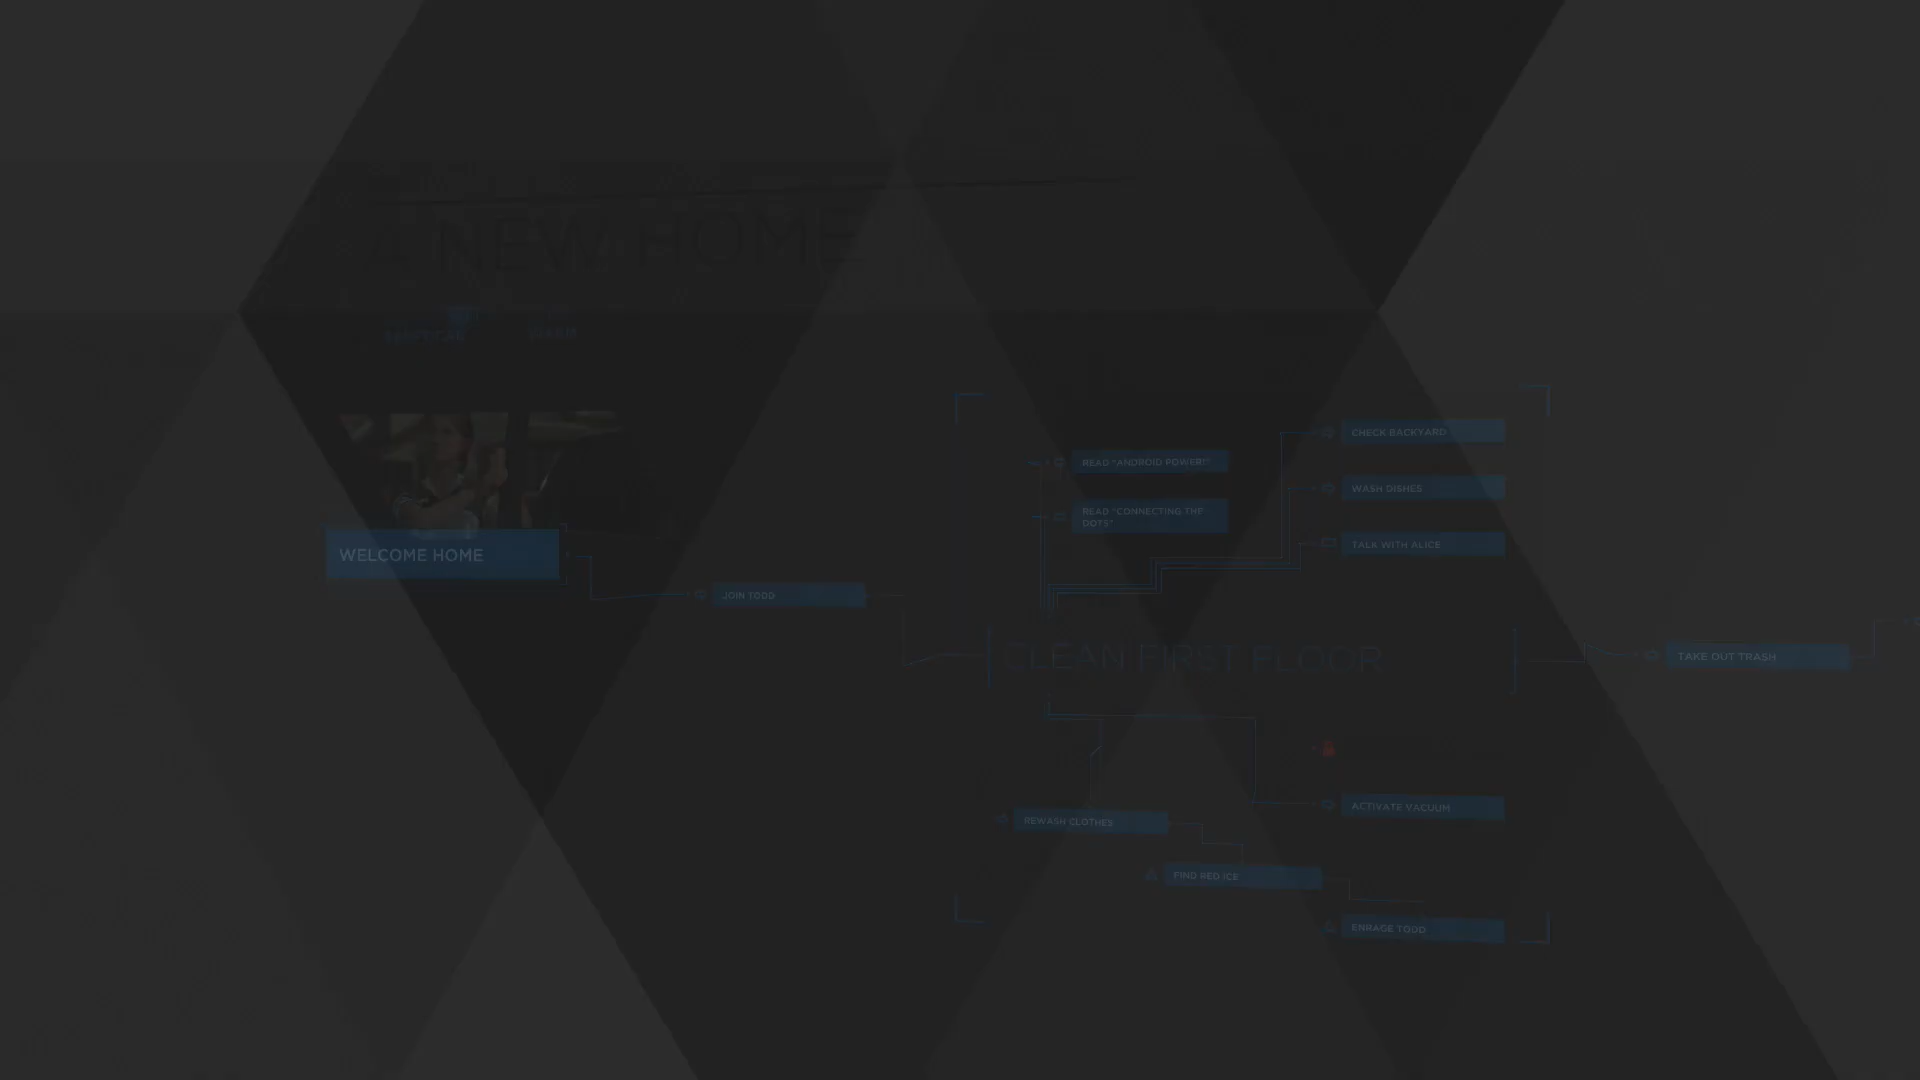 A NEW HOME
WELCOME HOME
JOIN TODD
READ "ANDROID POWER!"
READ "CONNECTING THE
DOTS"
CHECK BACKYARD
WASH DISHES
TALK WITH ALICE
CLEAN FIRST FLOOR
TAKE OUT TRASH
ACTIVATE VACUUM
REWASH CLOTHES
FIND RED ICE
ENRAGE TODD